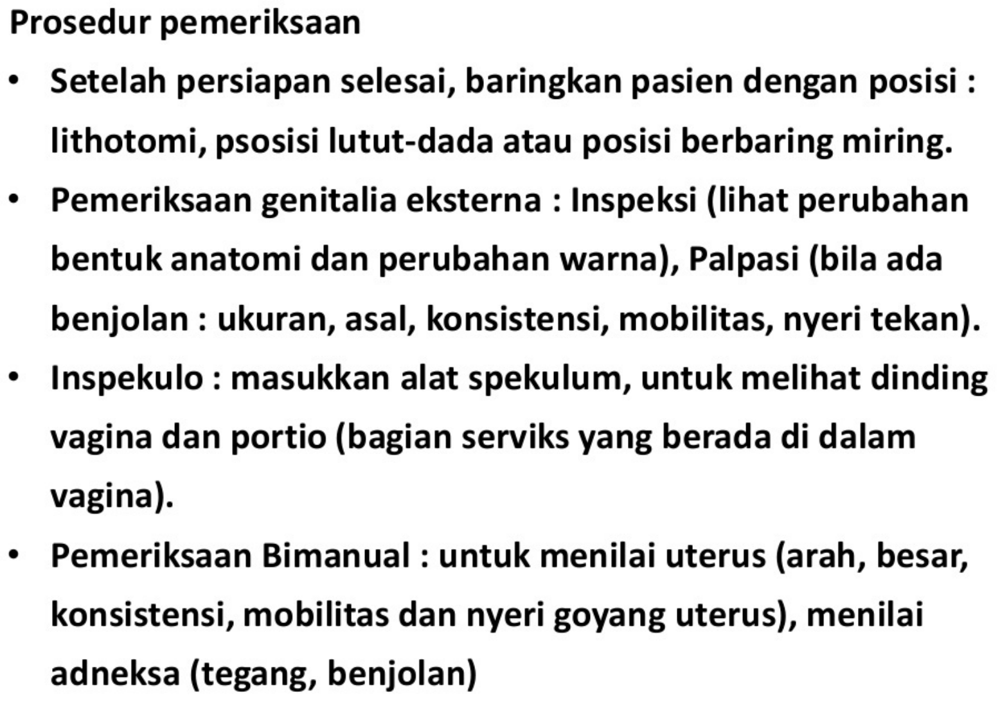 Prosedur pemeriksaan
• Setelah persiapan selesai, baringkan pasien dengan posisi :
lithotomi, psosisi lutut-dada atau posisi berbaring miring.
• Pemeriksaan genitalia eksterna : Inspeksi (lihat perubahan
bentuk anatomi dan perubahan warna), Palpasi (bila ada
benjolan : ukuran, asal, konsistensi, mobilitas, nyeri tekan).
• Inspekulo : masukkan alat spekulum, untuk melihat dinding
vagina dan portio (bagian serviks yang berada di dalam
vagina).
• Pemeriksaan Bimanual : untuk menilai uterus (arah, besar,
konsistensi, mobilitas dan nyeri goyang uterus), menilai
adneksa (tegang, benjolan)